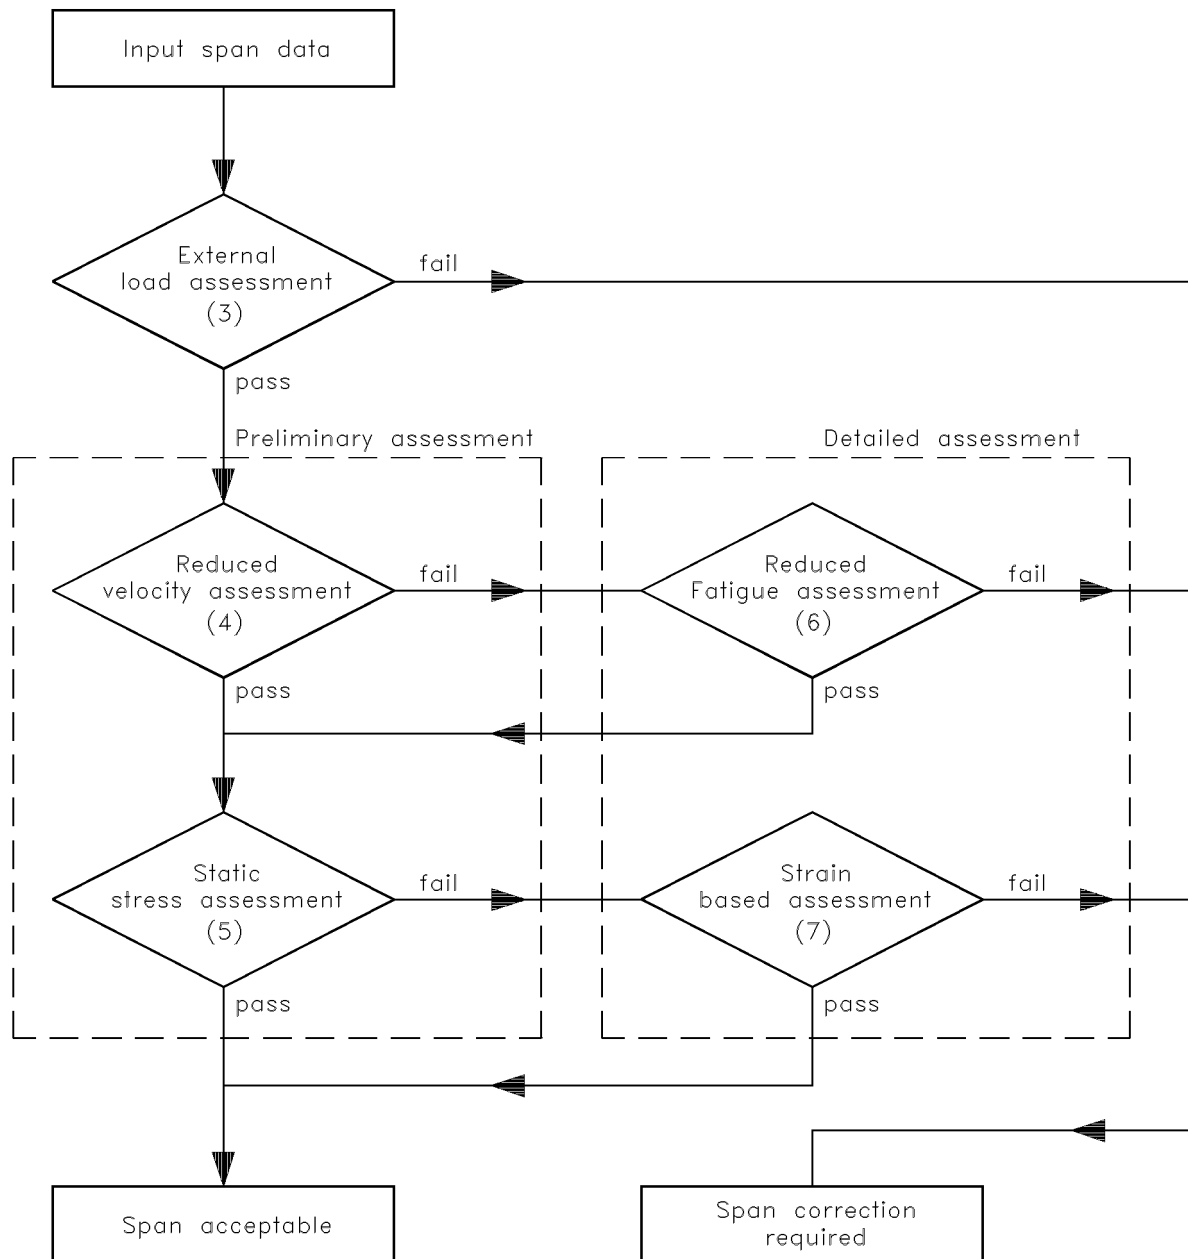 Input span data
External
load assessment
(3)
fail
pass
Preliminary assessment
Detailed assessment
Reduced
velocity assessment
(4)
fail
pass
Reduced
Fatigue assessment
(6)
fail
pass
Static
stress assessment
(5)
fail
pass
Strain
based assessment
(7)
fail
pass
Span acceptable
Span correction
required